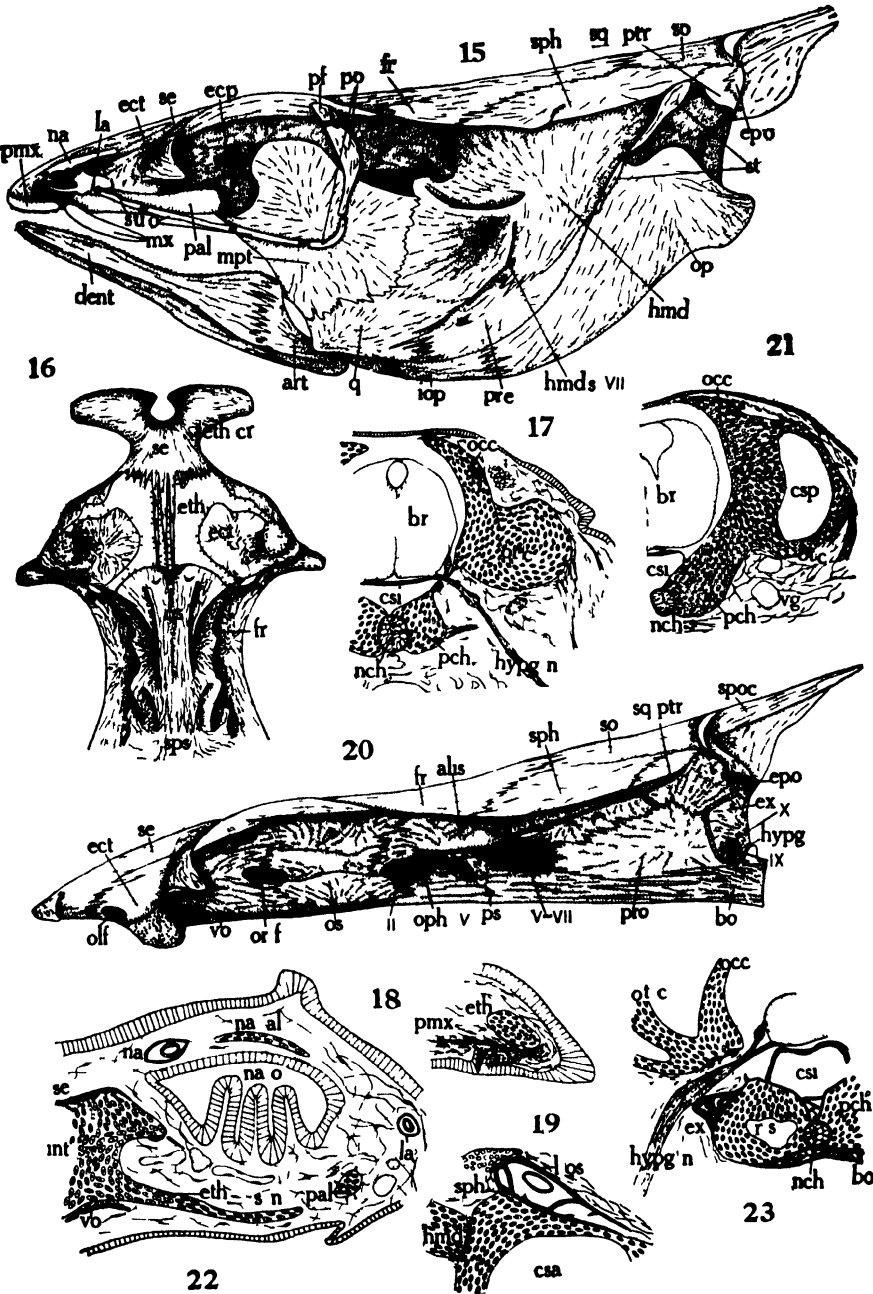 15
pmx na la ect se ecp pf po fr sph sq ptr so
epo
st
su o
mx pal mpt
dent
op
hmd
art q iop pre hmds VII
16
se eth cr
eth
ect
fr
sps
17
occ
br
csi
nch pch hypg n
21
occ
br csp
csi
nch pch vg
20
ect se fr alis sph so sq ptr spoc
epo
ex
X
hypg
IX
olf vo or f os II oph V ps V-VII pro bo
18
eth
pmx
na na al
na o
se
int s
la
eth s n pal
vo
22
19
l os
sph
hmd
csa
occ
ot c
csi
pch
ex r s
hypg n nch bo
23